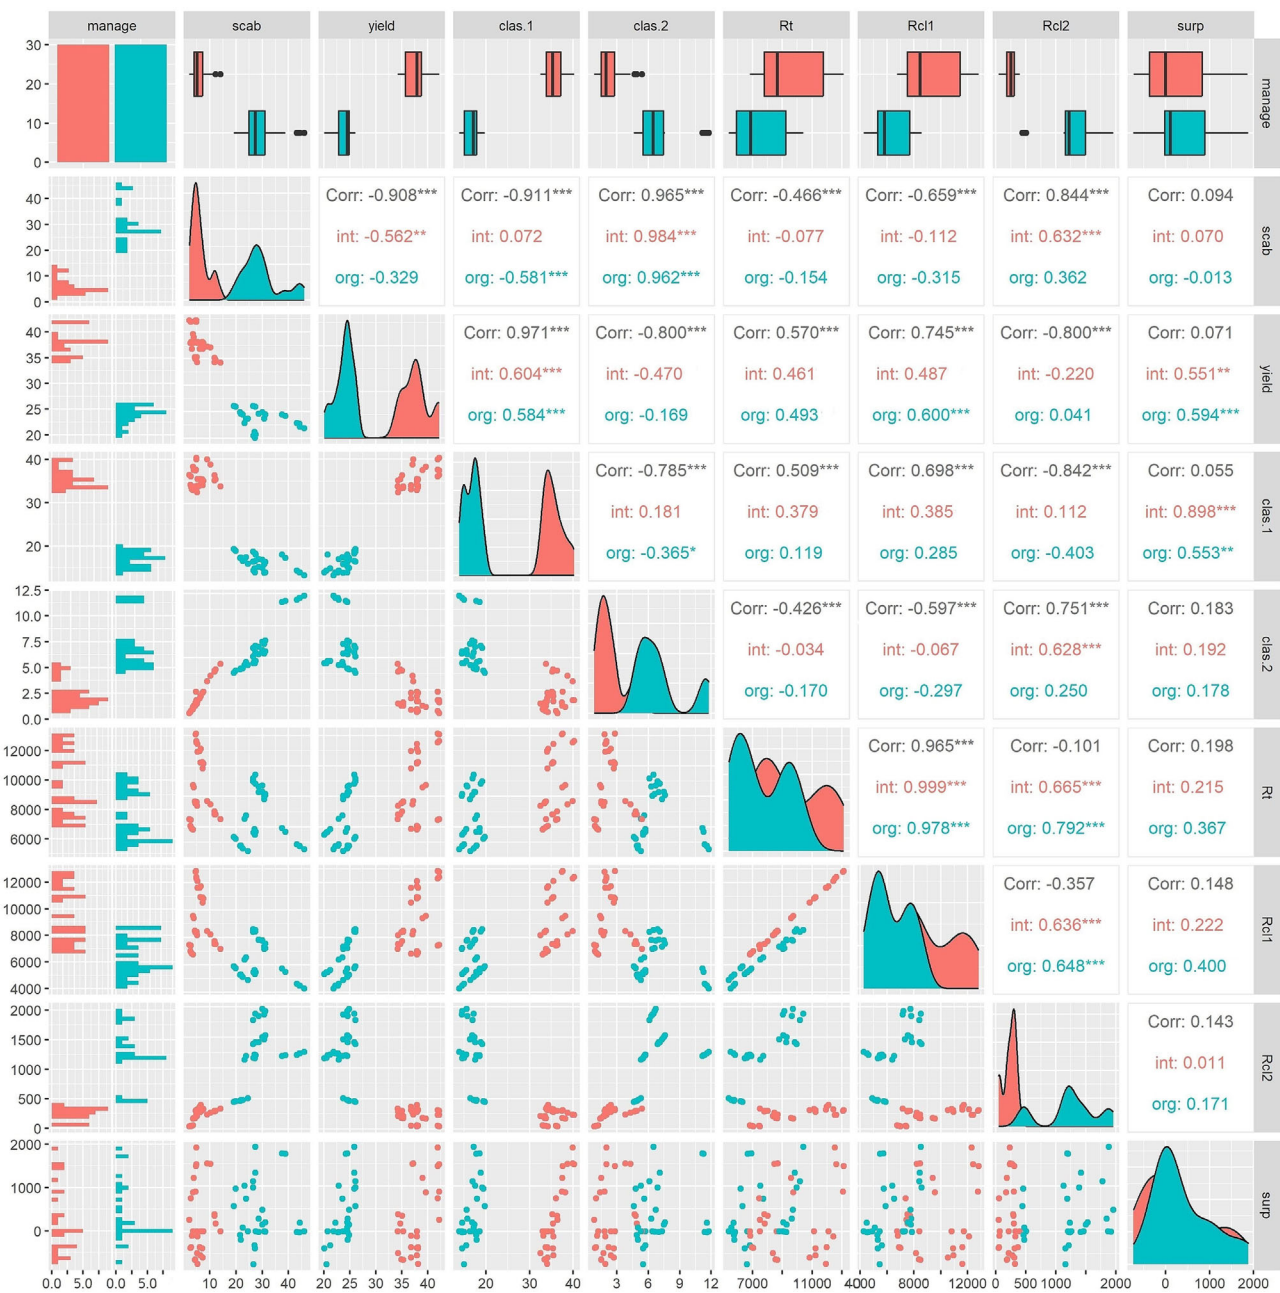 manage scab yield clas.1 clas.2 Rt Rcl1 Rcl2 surp
30
20
10
0
manage
40
30
20
10
0
Corr: -0.908*** Corr: -0.911*** Corr: 0.965*** Corr: -0.466*** Corr: -0.659*** Corr: 0.844*** Corr: 0.094
int: -0.562** int: 0.072 int: 0.984*** int: -0.077 int: -0.112 int: 0.632*** int: 0.070
org: -0.329 org: -0.581*** org: 0.962*** org: -0.154 org: -0.315 org: 0.362 org: -0.013
scab
40
35
30
25
20
Corr: 0.971*** Corr: -0.800*** Corr: 0.570*** Corr: 0.745*** Corr: -0.800*** Corr: 0.071
int: 0.604*** int: -0.470 int: 0.461 int: 0.487 int: -0.220 int: 0.551**
org: 0.584*** org: -0.169 org: 0.493 org: 0.600*** org: 0.041 org: 0.594***
yield
40
30
20
Corr: -0.785*** Corr: 0.509*** Corr: 0.698*** Corr: -0.842*** Corr: 0.055
int: 0.181 int: 0.379 int: 0.385 int: 0.112 int: 0.898***
org: -0.365* org: 0.119 org: 0.285 org: -0.403 org: 0.553**
clas.1
12.5
10.0
7.5
5.0
2.5
0.0
Corr: -0.426*** Corr: -0.597*** Corr: 0.751*** Corr: 0.183
int: -0.034 int: -0.067 int: 0.628*** int: 0.192
org: -0.170 org: -0.297 org: 0.250 org: 0.178
clas.2
12000
10000
8000
6000
Corr: 0.965*** Corr: -0.101 Corr: 0.198
int: 0.999*** int: 0.665*** int: 0.215
org: 0.978*** org: 0.792*** org: 0.367
Rt
12000
10000
8000
6000
4000
Corr: -0.357 Corr: 0.148
int: 0.636*** int: 0.222
org: 0.648*** org: 0.400
Rcl1
2000
1500
1000
500
0
Corr: 0.143
int: 0.011
org: 0.171
Rcl2
2000
1000
0
surp
0.0 5.0 0.0 5.0 10 20 30 40 20 25 30 35 40 20 30 40 3 6 9 12 7000 11000 4000 8000 12000 0 500 1000 1500 2000 0 1000 2000